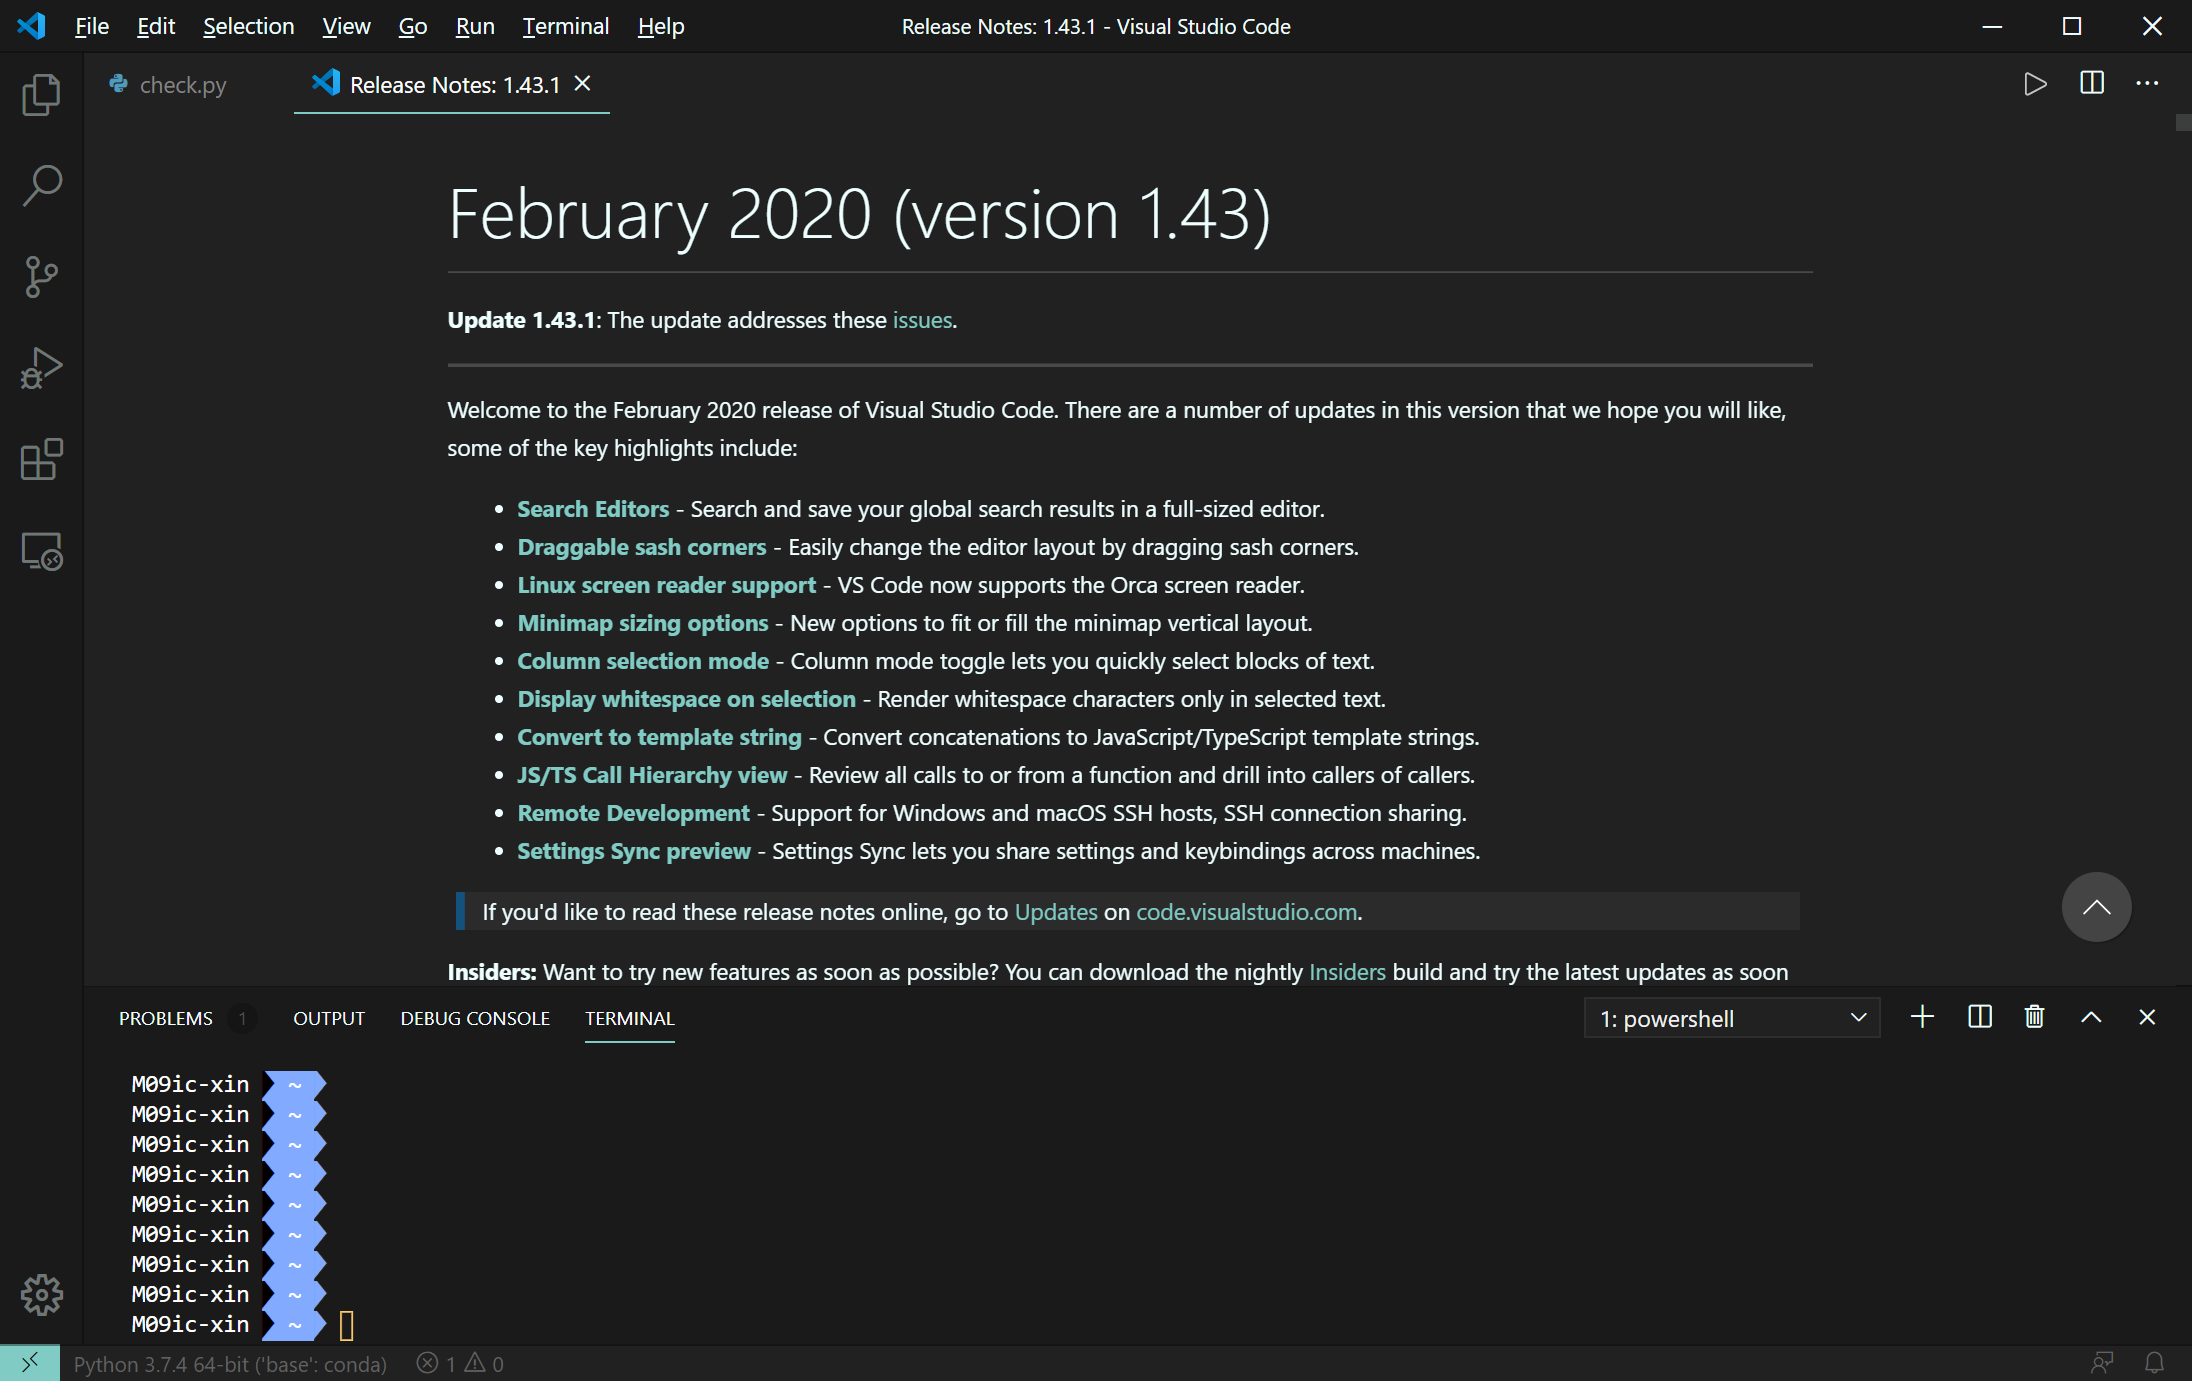 File Edit Selection View Go Run Terminal Help
Release Notes: 1.43.1 - Visual Studio Code
check.py
Release Notes: 1.43.1
February 2020 (version 1.43)
Update 1.43.1: The update addresses these issues.
Welcome to the February 2020 release of Visual Studio Code. There are a number of updates in this version that we hope you will like,
some of the key highlights include:
• Search Editors - Search and save your global search results in a full-sized editor.
• Draggable sash corners - Easily change the editor layout by dragging sash corners.
• Linux screen reader support - VS Code now supports the Orca screen reader.
• Minimap sizing options - New options to fit or fill the minimap vertical layout.
• Column selection mode - Column mode toggle lets you quickly select blocks of text.
• Display whitespace on selection - Render whitespace characters only in selected text.
• Convert to template string - Convert concatenations to JavaScript/TypeScript template strings.
• JS/TS Call Hierarchy view - Review all calls to or from a function and drill into callers of callers.
• Remote Development - Support for Windows and macOS SSH hosts, SSH connection sharing.
• Settings Sync preview - Settings Sync lets you share settings and keybindings across machines.
If you'd like to read these release notes online, go to Updates on code.visualstudio.com.
Insiders: Want to try new features as soon as possible? You can download the nightly Insiders build and try the latest updates as soon
PROBLEMS 1 OUTPUT DEBUG CONSOLE TERMINAL
1: powershell
M09ic-xin ~
M09ic-xin ~
M09ic-xin ~
M09ic-xin ~
M09ic-xin ~
M09ic-xin ~
M09ic-xin ~
M09ic-xin ~
M09ic-xin ~
Python 3.7.4 64-bit ('base': conda) 1 0